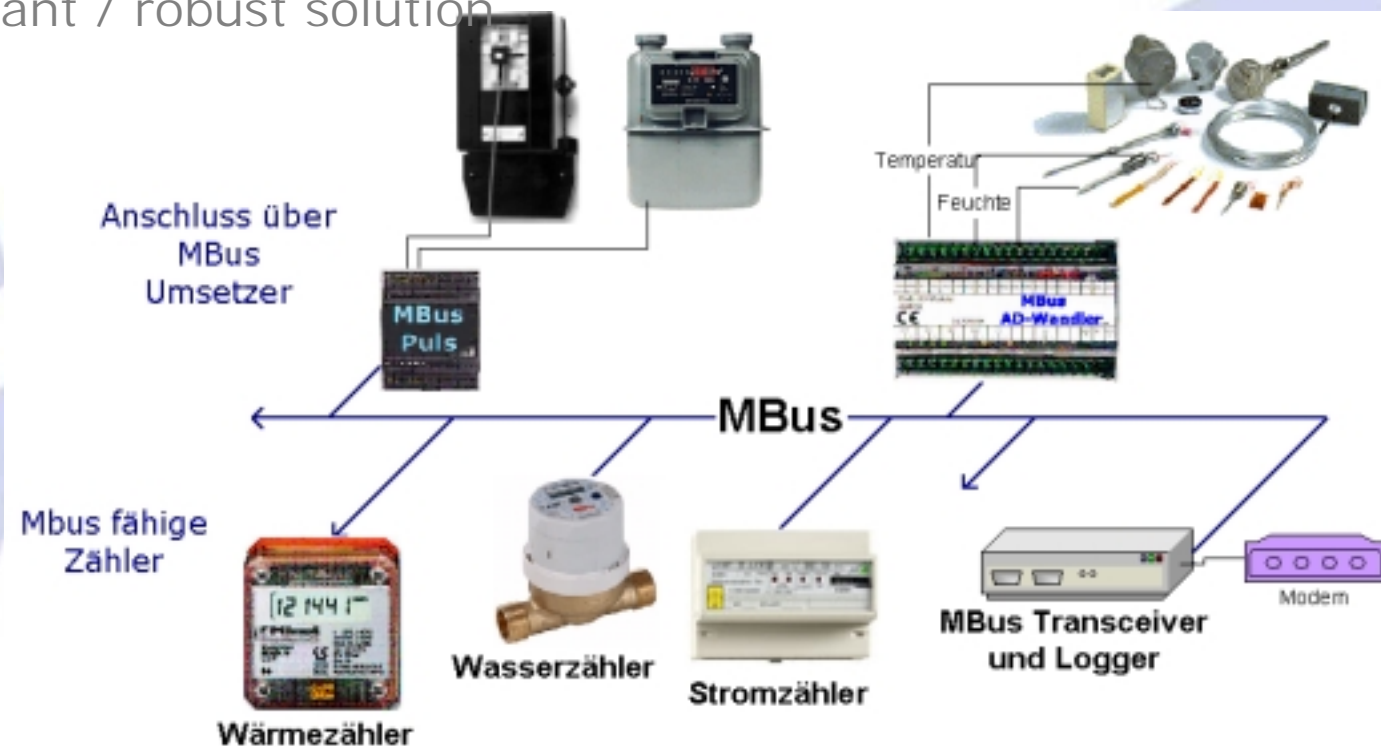 ant / robust solution
Temperatur
Feuchte
Anschluss über
MBus
Umsetzer
MBus
Puls
MBus
AD-Wandler
CE
MBus
Mbus fähige
Zähler
121441
Wasserzähler
Stromzähler
Wärmezähler
MBus Transceiver
und Logger
Modem